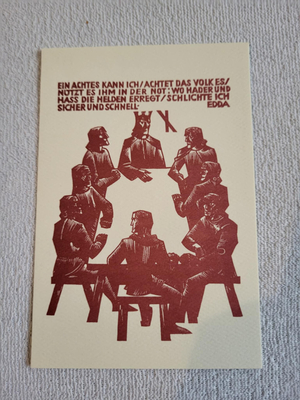 EIN ACHTES KANN ICH/ACHTET DAS VOLK ES/
NÜTZT ES IHM IN DER NOT: WO HADER UND
HASS DIE HELDEN ERREGT/SCHLICHTE ICH
SICHER UND SCHNELL· EDDA